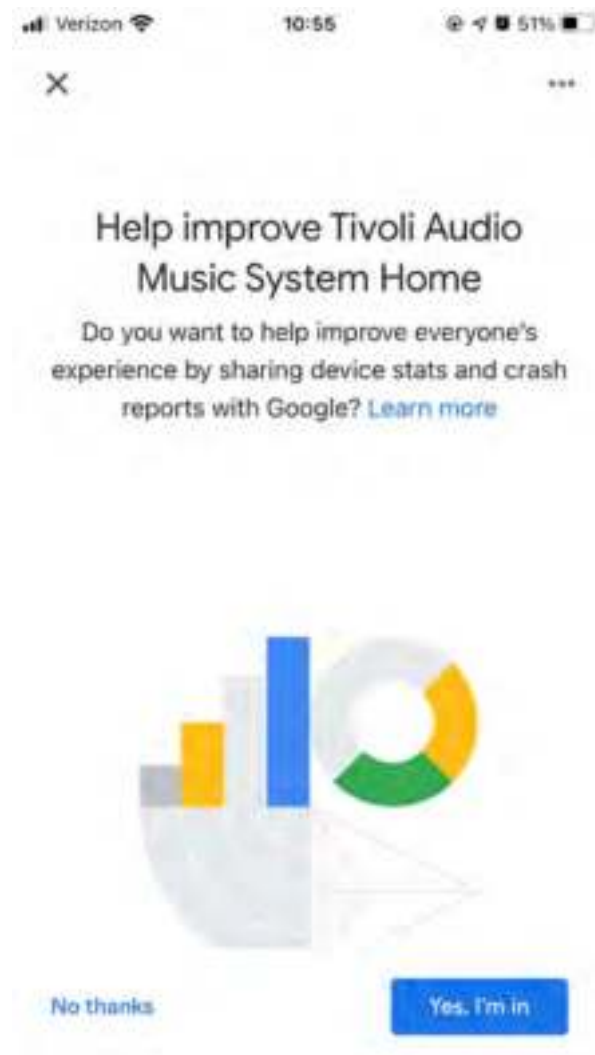 Verizon 10:55 51%
Help improve Tivoli Audio
Music System Home
Do you want to help improve everyone's
experience by sharing device stats and crash
reports with Google? Learn more
No thanks Yes, I'm in